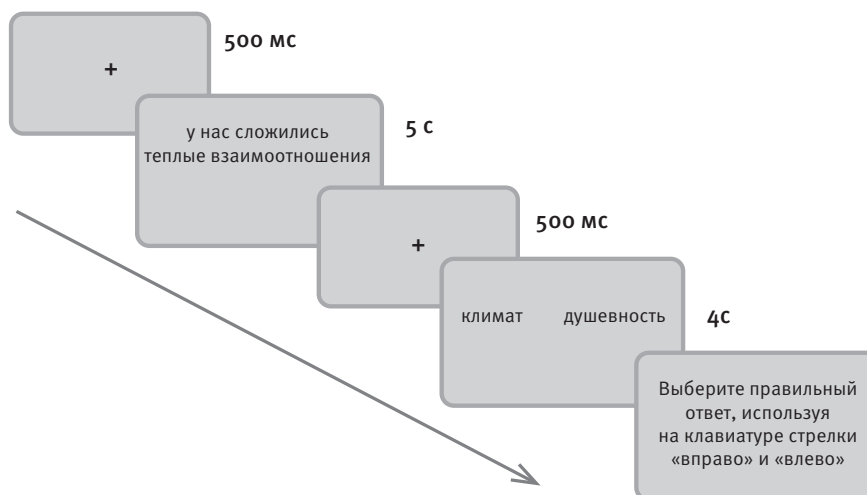 +
500 мс
у нас сложились
теплые взаимоотношения
5 с
+
500 мс
климат душевность
4с
Выберите правильный
ответ, используя
на клавиатуре стрелки
«вправо» и «влево»